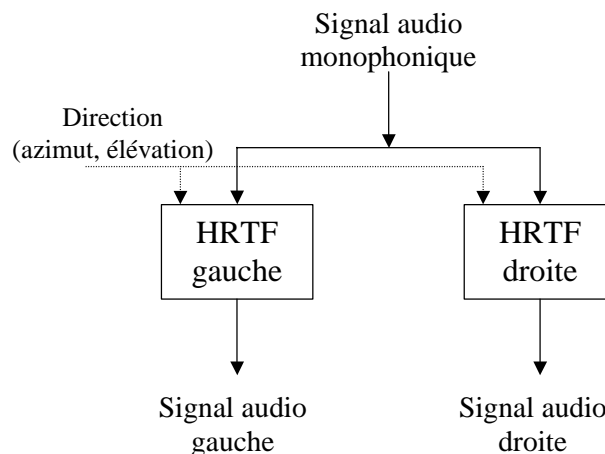 Signal audio
monophonique
Direction
(azimut, élévation)
HRTF
gauche
HRTF
droite
Signal audio
gauche
Signal audio
droite